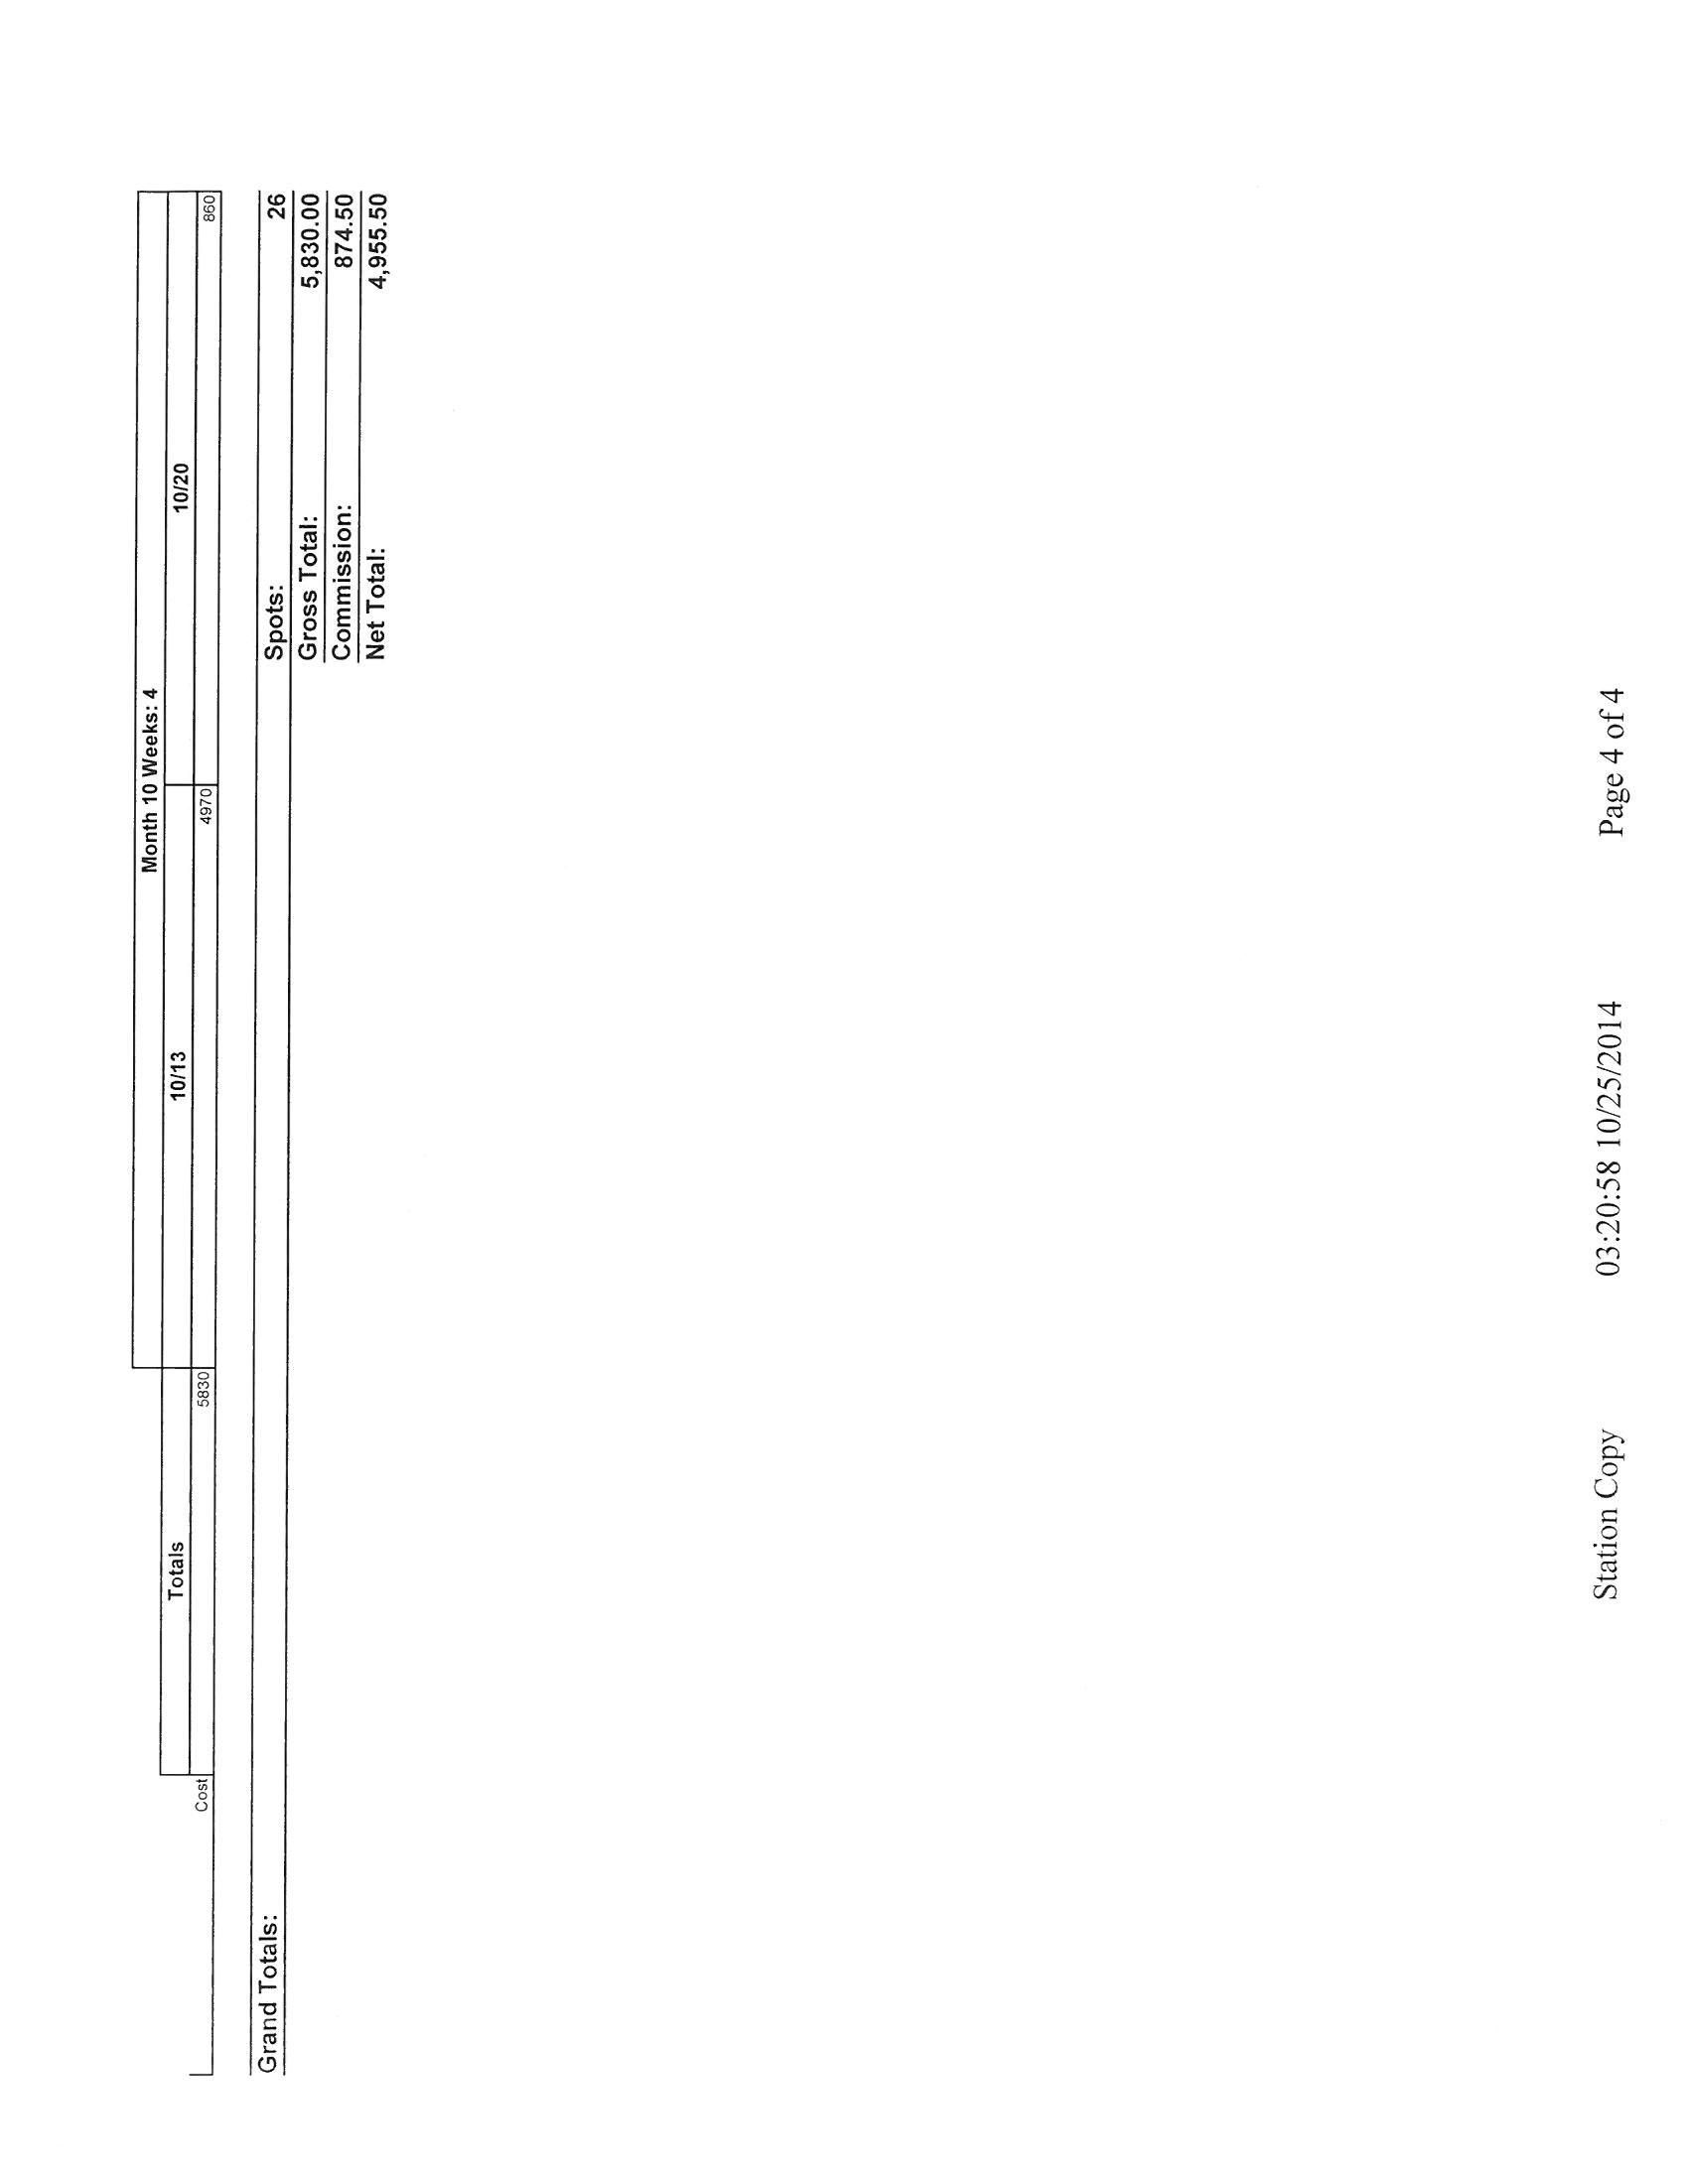 Month 10 Weeks: 4
Totals 10/13 10/20
Cost 5830 4970 860
Grand Totals: Spots: 26
Gross Total: 5,830.00
Commission: 874.50
Net Total: 4,955.50
Station Copy 03:20:58 10/25/2014 Page 4 of 4